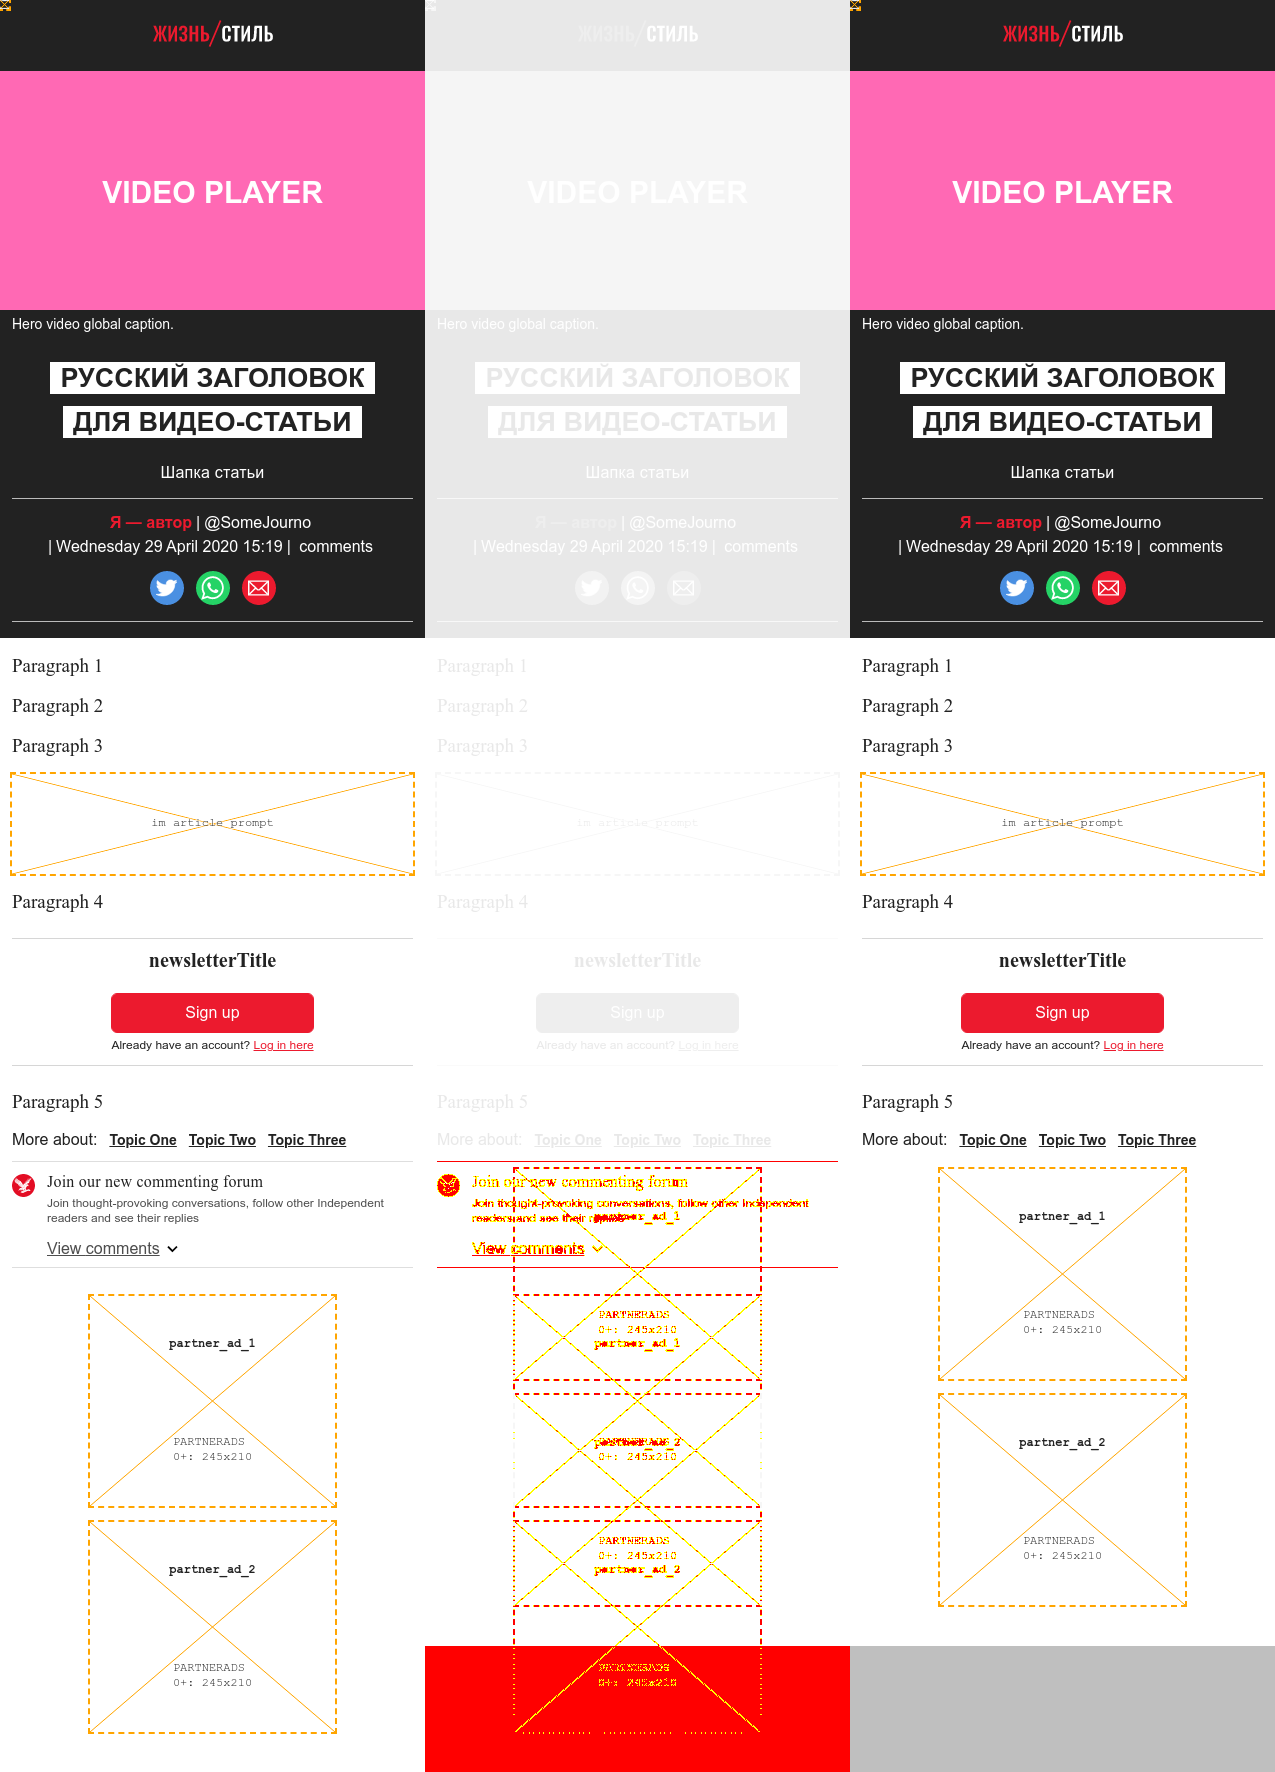 ЖИЗНЬ/СТИЛЬ
VIDEO PLAYER
Hero video global caption.
РУССКИЙ ЗАГОЛОВОК
ДЛЯ ВИДЕО-СТАТЬИ
Шапка статьи
Я — автор | @SomeJourno
| Wednesday 29 April 2020 15:19 | comments
Paragraph 1
Paragraph 2
Paragraph 3
im article prompt
Paragraph 4
newsletterTitle
Sign up
Already have an account? Log in here
Paragraph 5
More about: Topic One Topic Two Topic Three
Join our new commenting forum
Join thought-provoking conversations, follow other Independent
readers and see their replies
View comments
partner_ad_1
PARTNERADS
0+: 245x210
partner_ad_2
PARTNERADS
0+: 245x210
ЖИЗНЬ/СТИЛЬ
VIDEO PLAYER
Hero video global caption.
РУССКИЙ ЗАГОЛОВОК
ДЛЯ ВИДЕО-СТАТЬИ
Шапка статьи
Я — автор | @SomeJourno
| Wednesday 29 April 2020 15:19 | comments
Paragraph 1
Paragraph 2
Paragraph 3
im article prompt
Paragraph 4
newsletterTitle
Sign up
Already have an account? Log in here
Paragraph 5
More about: Topic One Topic Two Topic Three
Join our new commenting forum
Join thought-provoking conversations, follow other Independent
readers and see their replies
partner_ad_1
View comments
PARTNERADS
0+: 245x210
partner_ad_1
partner_ad_2
0+: 245x210
PARTNERADS
0+: 245x210
partner_ad_2
PARTNERADS
0+: 245x210
ЖИЗНЬ/СТИЛЬ
VIDEO PLAYER
Hero video global caption.
РУССКИЙ ЗАГОЛОВОК
ДЛЯ ВИДЕО-СТАТЬИ
Шапка статьи
Я — автор | @SomeJourno
| Wednesday 29 April 2020 15:19 | comments
Paragraph 1
Paragraph 2
Paragraph 3
im article prompt
Paragraph 4
newsletterTitle
Sign up
Already have an account? Log in here
Paragraph 5
More about: Topic One Topic Two Topic Three
partner_ad_1
PARTNERADS
0+: 245x210
partner_ad_2
PARTNERADS
0+: 245x210